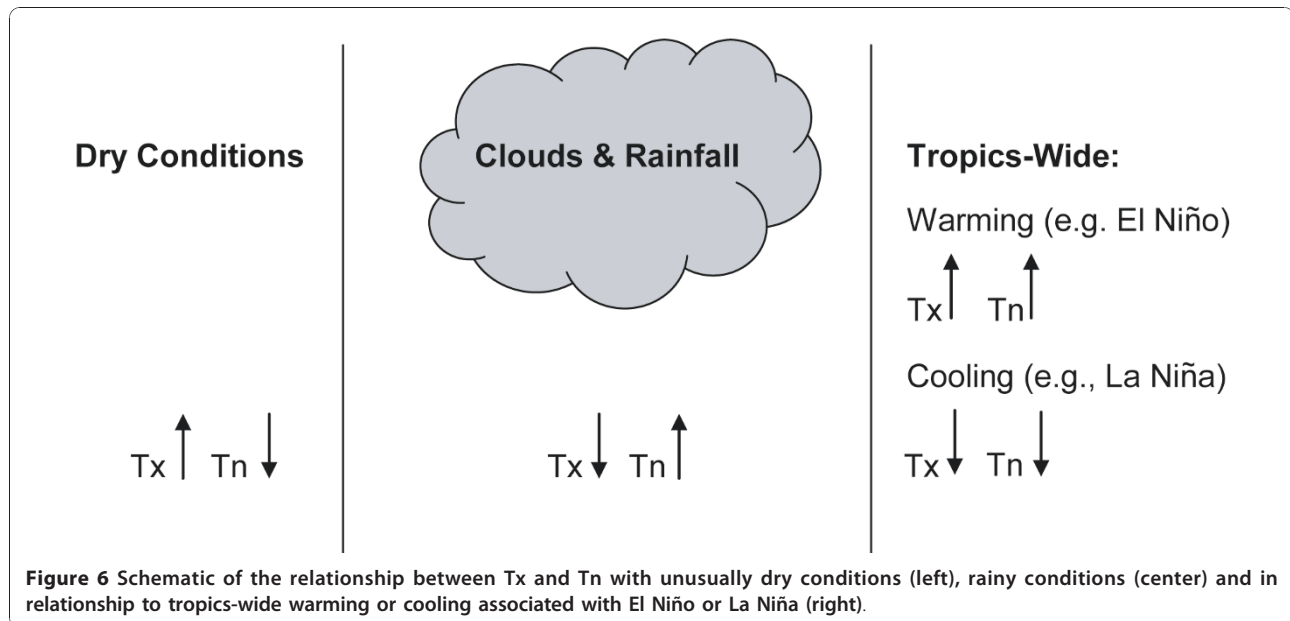 Dry Conditions
Tx Tn
Clouds & Rainfall
Tx Tn
Tropics-Wide:
Warming (e.g. El Niño)
Tx Tn
Cooling (e.g., La Niña)
Tx Tn
Figure 6 Schematic of the relationship between Tx and Tn with unusually dry conditions (left), rainy conditions (center) and in
relationship to tropics-wide warming or cooling associated with El Niño or La Niña (right).